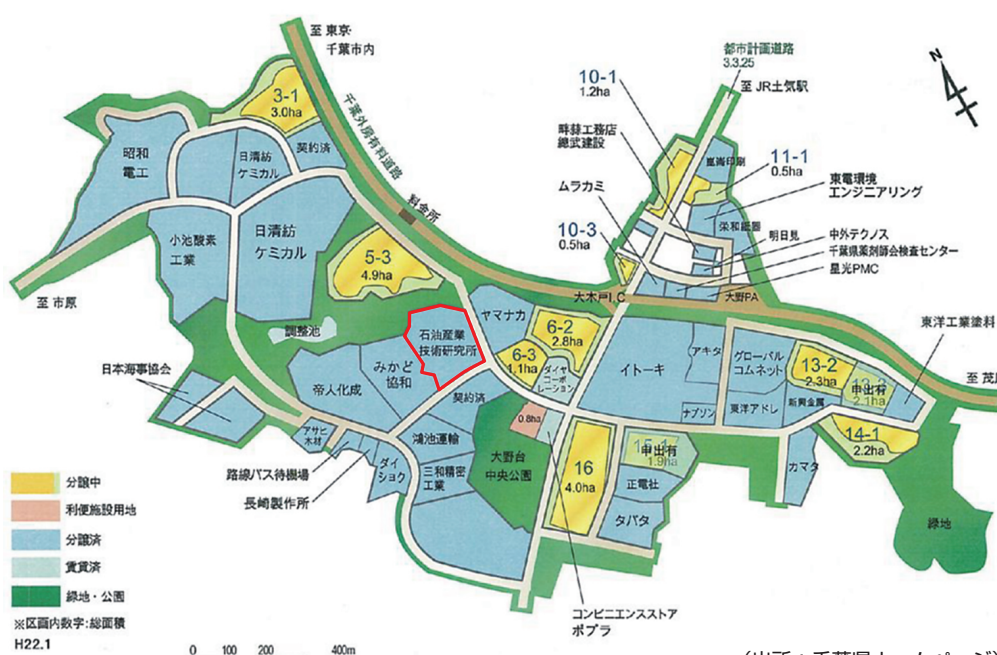 至 東京・
千葉市内
都市計画道路
3.3.25
至 JR土気駅
N
10-1
1.2ha
3-1
3.0ha
千葉外房有料道路
畔蒜工務店
總武建設
昭和
電工
日清紡
ケミカル
契約済
嵩嵜印刷
11-1
0.5ha
東電環境
エンジニアリング
ムラカミ
料金所
栄和紙器
10-3
0.5ha
明日見
中外テクノス
千葉県薬剤師会検査センター
星光PMC
小池酸素
工業
日清紡
ケミカル
5-3
4.9ha
至 市原
大木戸I.C
大野PA
調整池
石油産業
技術研究所
ヤマナカ
6-2
2.8ha
東洋工業塗料
6-3
1.1ha
ダイヤ
コーポ
レーション
イトーキ
アキタ
グローバル
コムネット
13-2
2.3ha
申出有
2.1ha
至 茂原
日本海事協会
帝人化成
みかど
協和
契約済
ナプソン
東洋アドレ
新興金属
0.8ha
14-1
2.2ha
アサヒ
木材
鴻池運輸
大野台
中央公園
16
4.0ha
15-1
申出有
1.9ha
カマタ
路線バス待機場
ダイ
ショク
三和精密
工業
正電社
長崎製作所
タバタ
緑地
分譲中
利便施設用地
分譲済
賃貸済
緑地・公園
※区画内数字:総面積
H22.1
0 100 200 400m
コンビニエンスストア
ポプラ